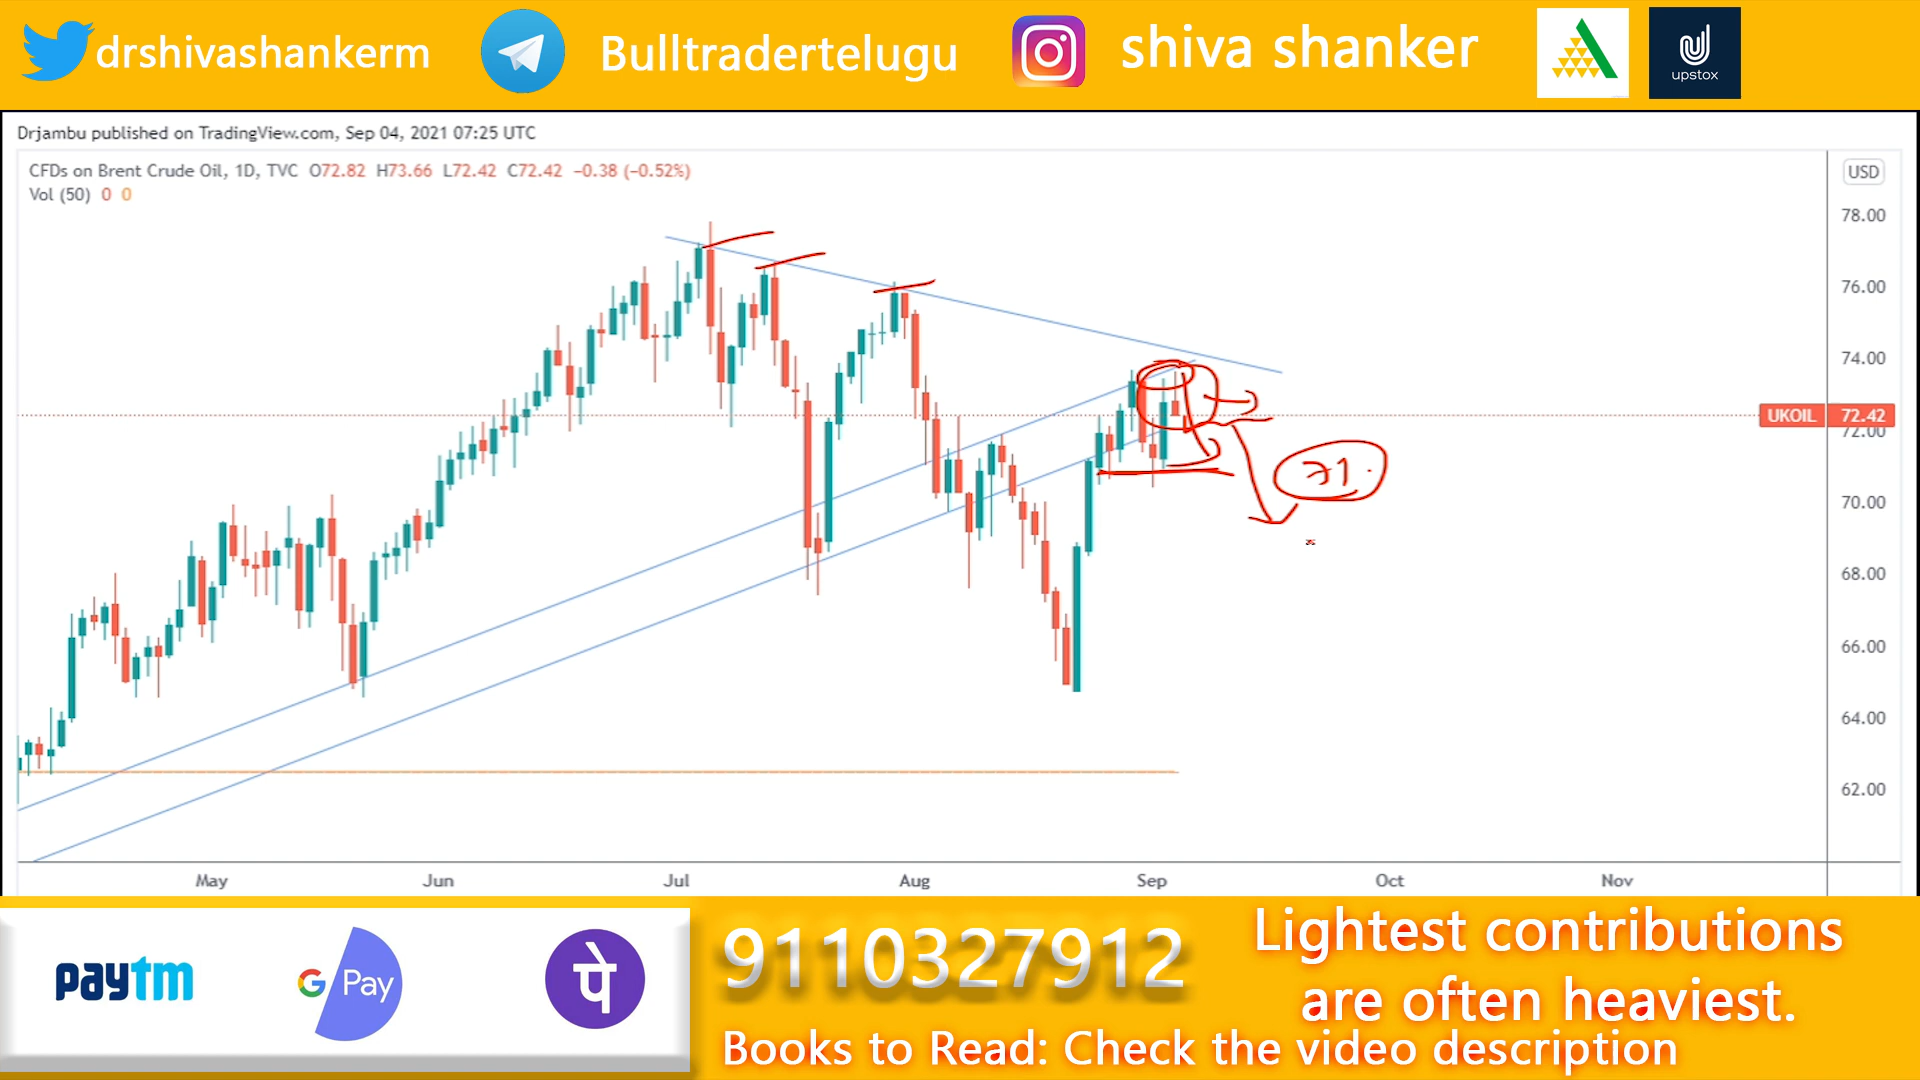 drshivashankerm Bulltradertelugu shiva shanker
upstox
Drjambu published on TradingView.com, Sep 04, 2021 07:25 UTC
CFDs on Brent Crude Oil, 1D, TVC O72.82 H73.66 L72.42 C72.42 −0.38 (−0.52%)
Vol (50) 0 0
USD
78.00
76.00
74.00
UKOIL 72.42
72.00
71.
70.00
68.00
66.00
64.00
62.00
May Jun Jul Aug Sep Oct Nov
paytm G Pay पे
9110327912
Lightest contributions
are often heaviest.
Books to Read: Check the video description